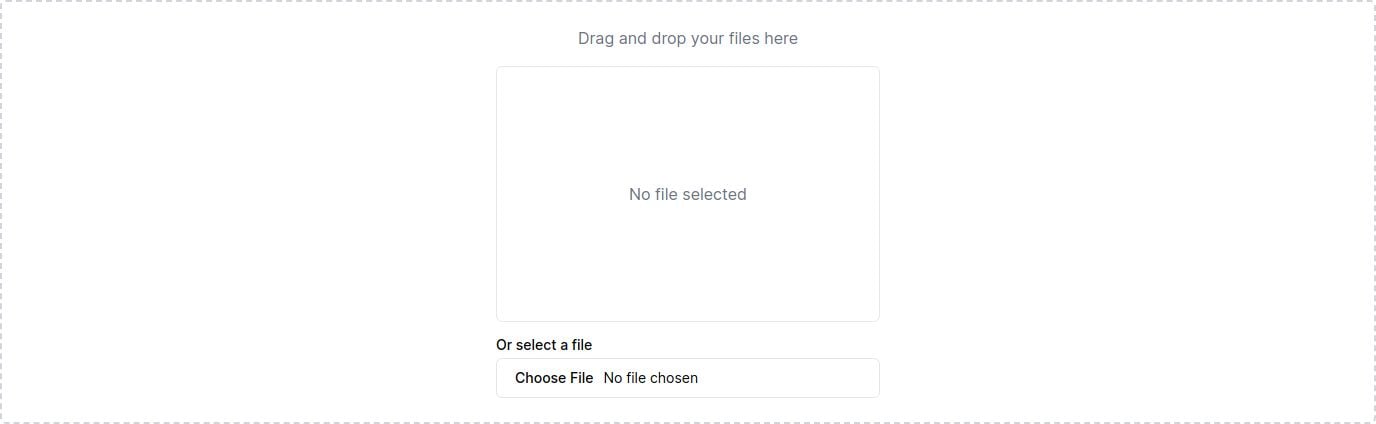 Drag and drop your files here
No file selected
Or select a file
Choose File No file chosen